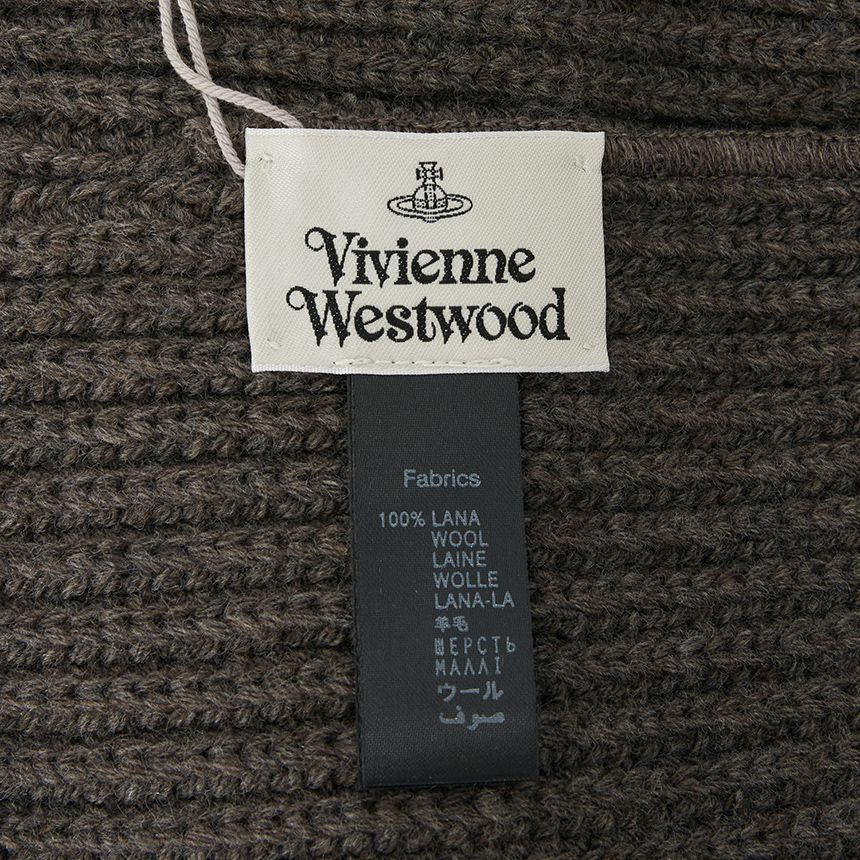 Vivienne
Westwood
Fabrics
100% LANA
WOOL
LAINE
WOLLE
LANA-LA
羊毛
ШЕРСТЬ
ΜΑΛΛΙ
ウール
صوف